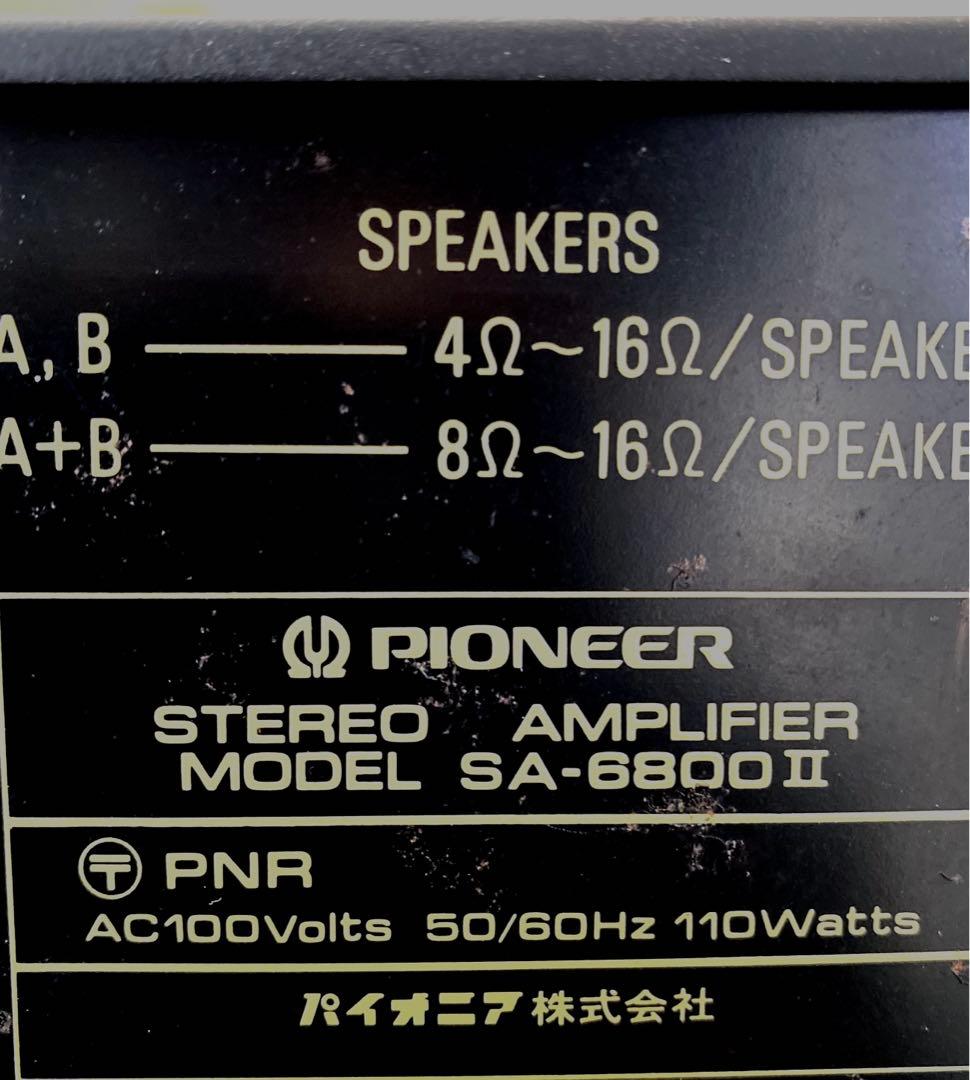 SPEAKERS
A, B 4Ω~16Ω/SPEAKE
A+B 8Ω~16Ω/SPEAKE
PIONEER
STEREO AMPLIFIER
MODEL SA-6800II
〒 PNR
AC100Volts 50/60Hz 110Watts
パイオニア株式会社